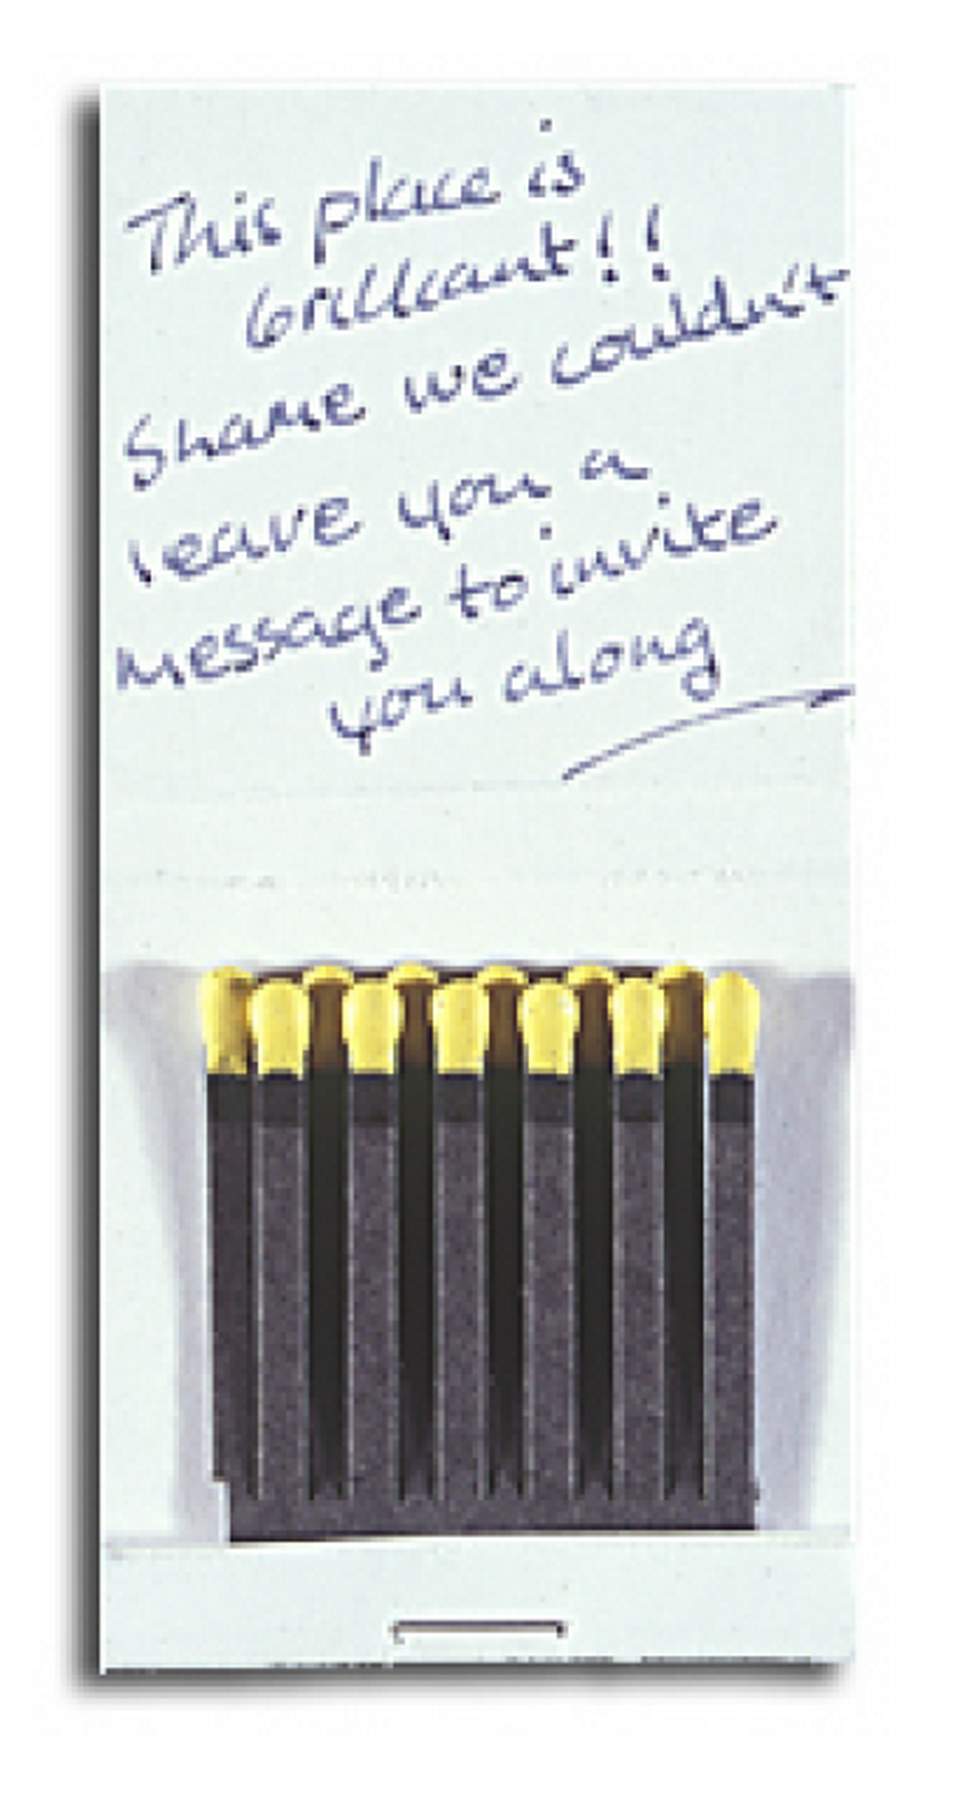 This place is
brilliant!!
Shame we couldn't
leave you a
message to invite
you along